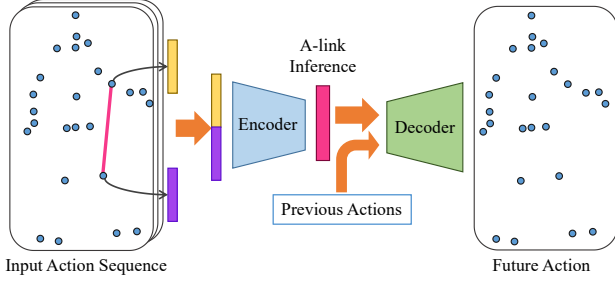 A-link
Inference
Encoder
Decoder
Previous Actions
Input Action Sequence
Future Action